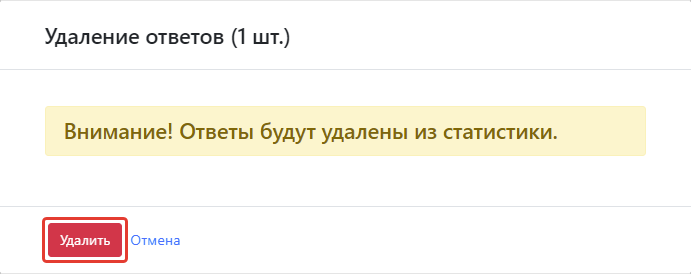 Удаление ответов (1 шт.)
Внимание! Ответы будут удалены из статистики.
Удалить Отмена